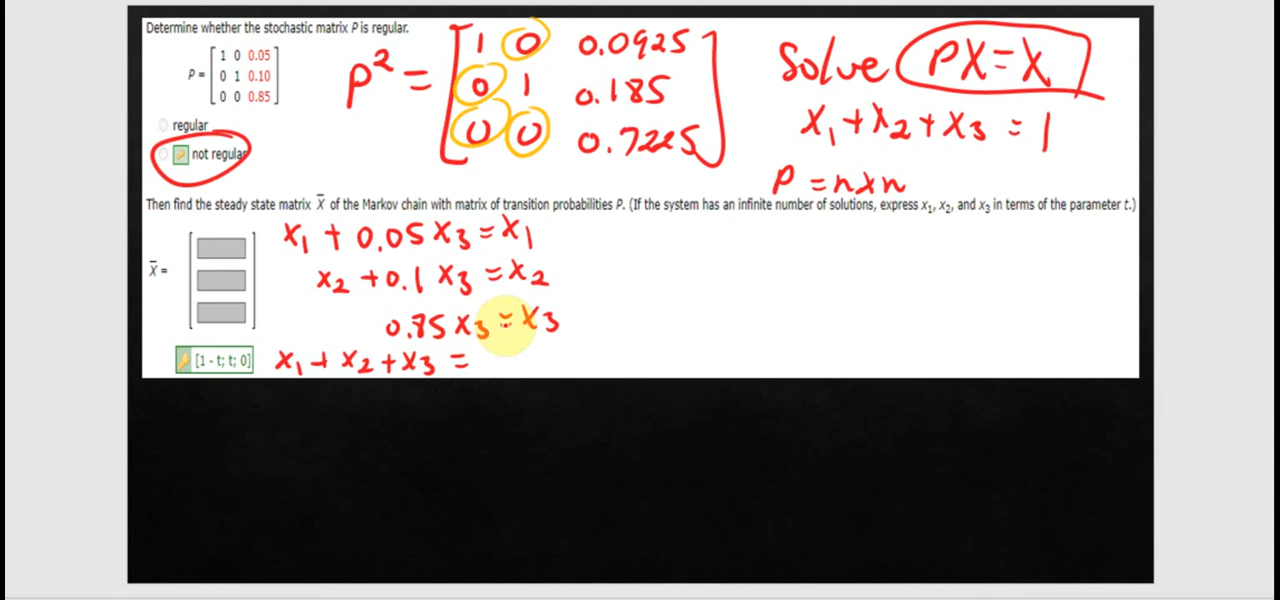 Determine whether the stochastic matrix P is regular.
P = [1 0 0.05
0 1 0.10
0 0 0.85]
regular
not regular
P² = [1 0 0.0925
0 1 0.185
0 0 0.7225]
Solve PX=X
x₁+x₂+x₃ = 1
P = n×n
Then find the steady state matrix X̅ of the Markov chain with matrix of transition probabilities P. (If the system has an infinite number of solutions, express x₁, x₂, and x₃ in terms of the parameter t.)
X̅ =
x₁ + 0.05 x₃ = x₁
x₂ + 0.1 x₃ = x₂
0.85 x₃ = x₃
[1 - t; t; 0]
x₁ + x₂ + x₃ =